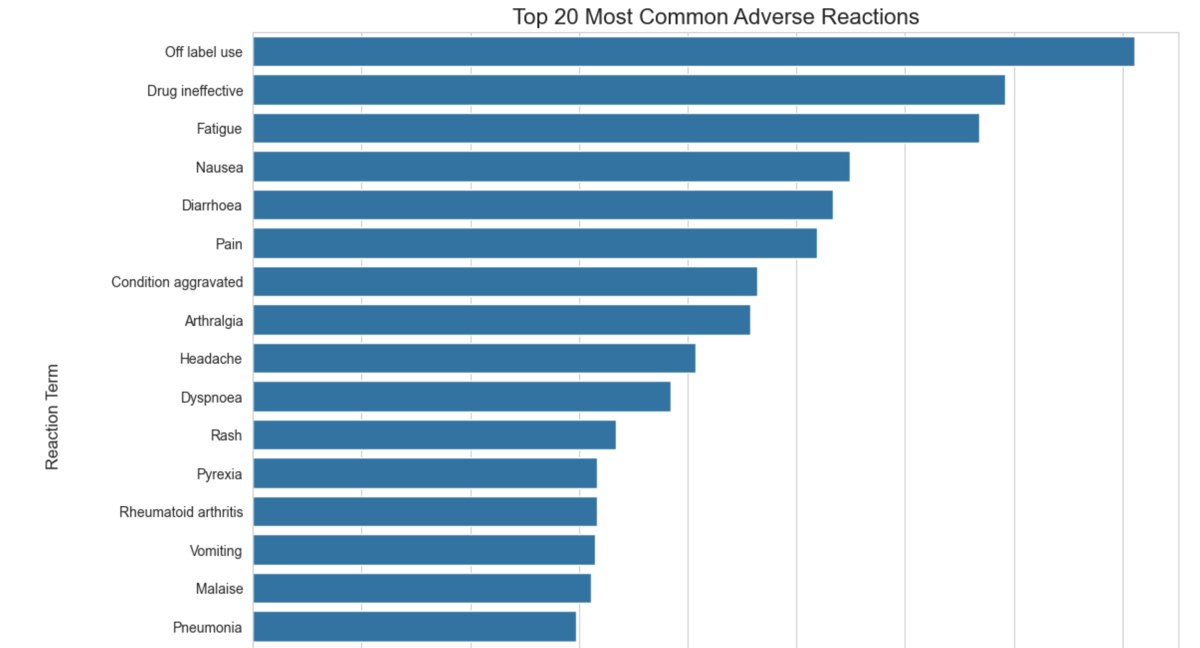 Top 20 Most Common Adverse Reactions
Reaction Term
Off label use
Drug ineffective
Fatigue
Nausea
Diarrhoea
Pain
Condition aggravated
Arthralgia
Headache
Dyspnoea
Rash
Pyrexia
Rheumatoid arthritis
Vomiting
Malaise
Pneumonia